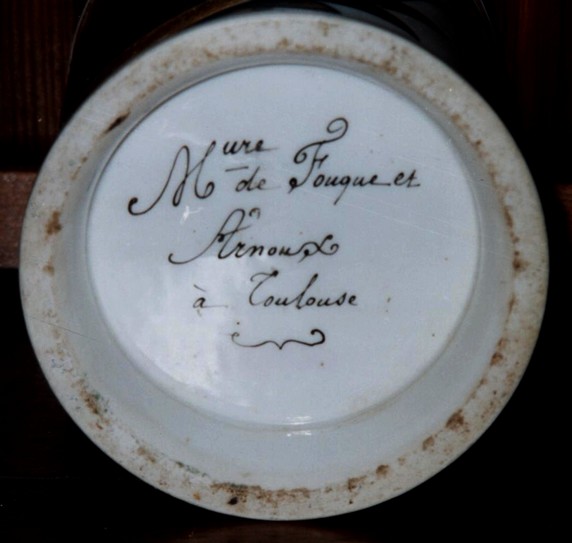 Mure de Fouque et
Arnoux
à Toulouse